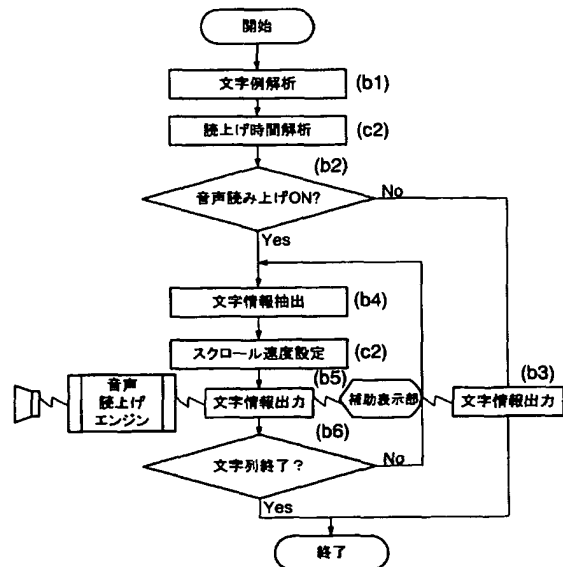 開始
文字例解析 (b1)
読上げ時間解析 (c2)
(b2)
音声読み上げON?
No
Yes
文字情報抽出 (b4)
スクロール速度設定 (c2)
(b5)
(b3)
音声
読上げ
エンジン
文字情報出力
補助表示部
文字情報出力
(b6)
文字列終了?
No
Yes
終了